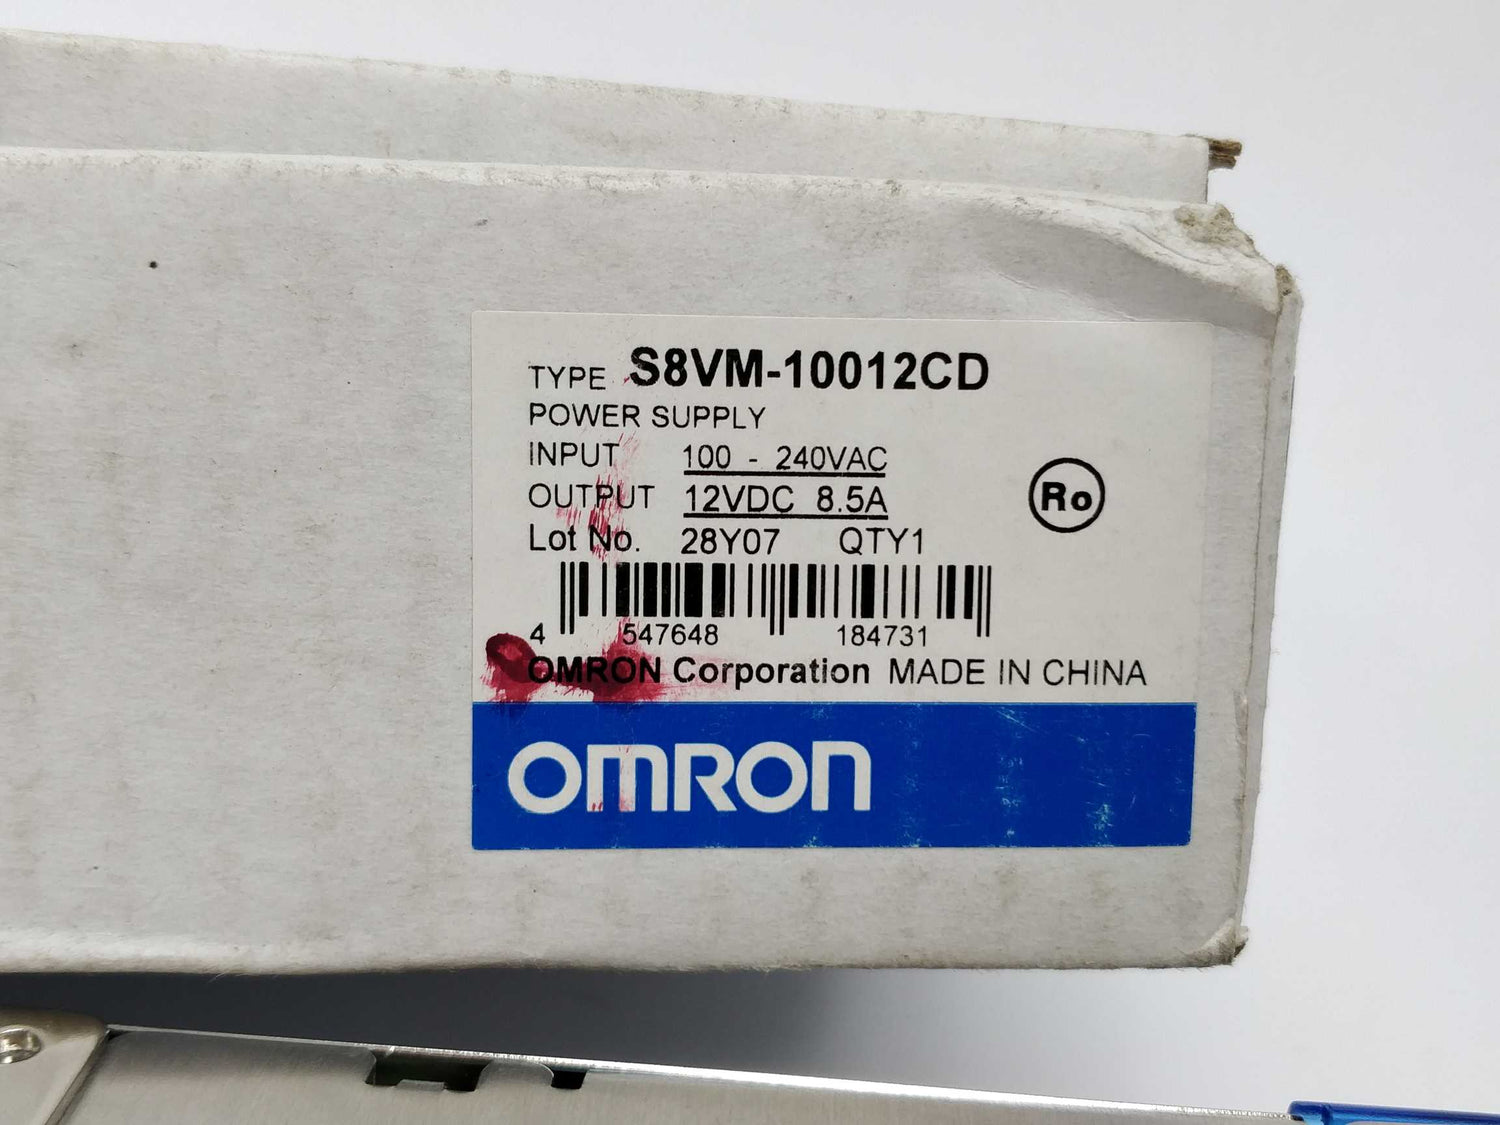 TYPE S8VM-10012CD
POWER SUPPLY
INPUT 100 - 240VAC
OUTPUT 12VDC 8.5A
Ro
Lot No. 28Y07 QTY1
4 547648 184731
OMRON Corporation MADE IN CHINA
OMRON